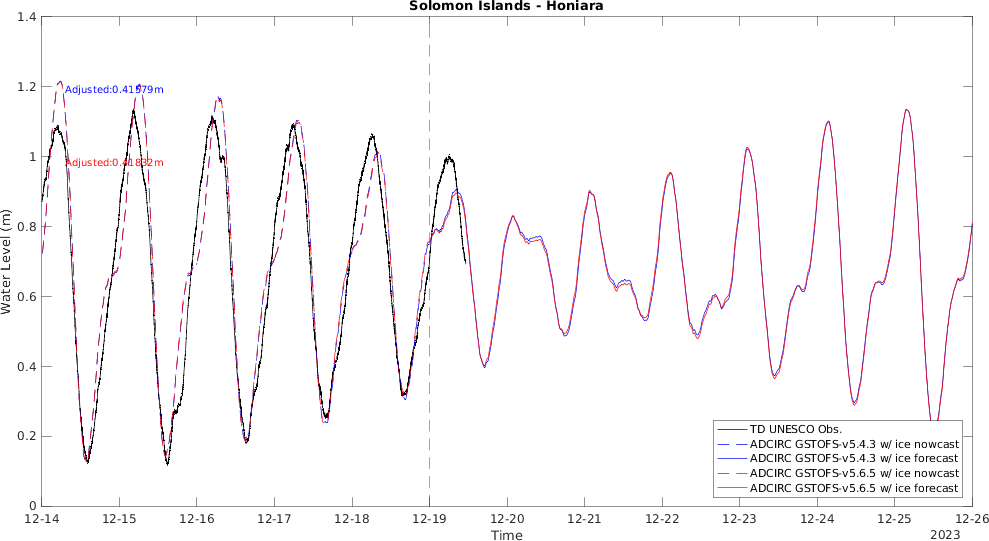 Solomon Islands - Honiara
1.4
1.2
1
0.8
0.6
0.4
0.2
0
Water Level (m)
Adjusted:0.41579m
Adjusted:0.41832m
TD UNESCO Obs.
ADCIRC GSTOFS-v5.4.3 w/ ice nowcast
ADCIRC GSTOFS-v5.4.3 w/ ice forecast
ADCIRC GSTOFS-v5.6.5 w/ ice nowcast
ADCIRC GSTOFS-v5.6.5 w/ ice forecast
12-14 12-15 12-16 12-17 12-18 12-19 12-20 12-21 12-22 12-23 12-24 12-25 12-26
Time
2023